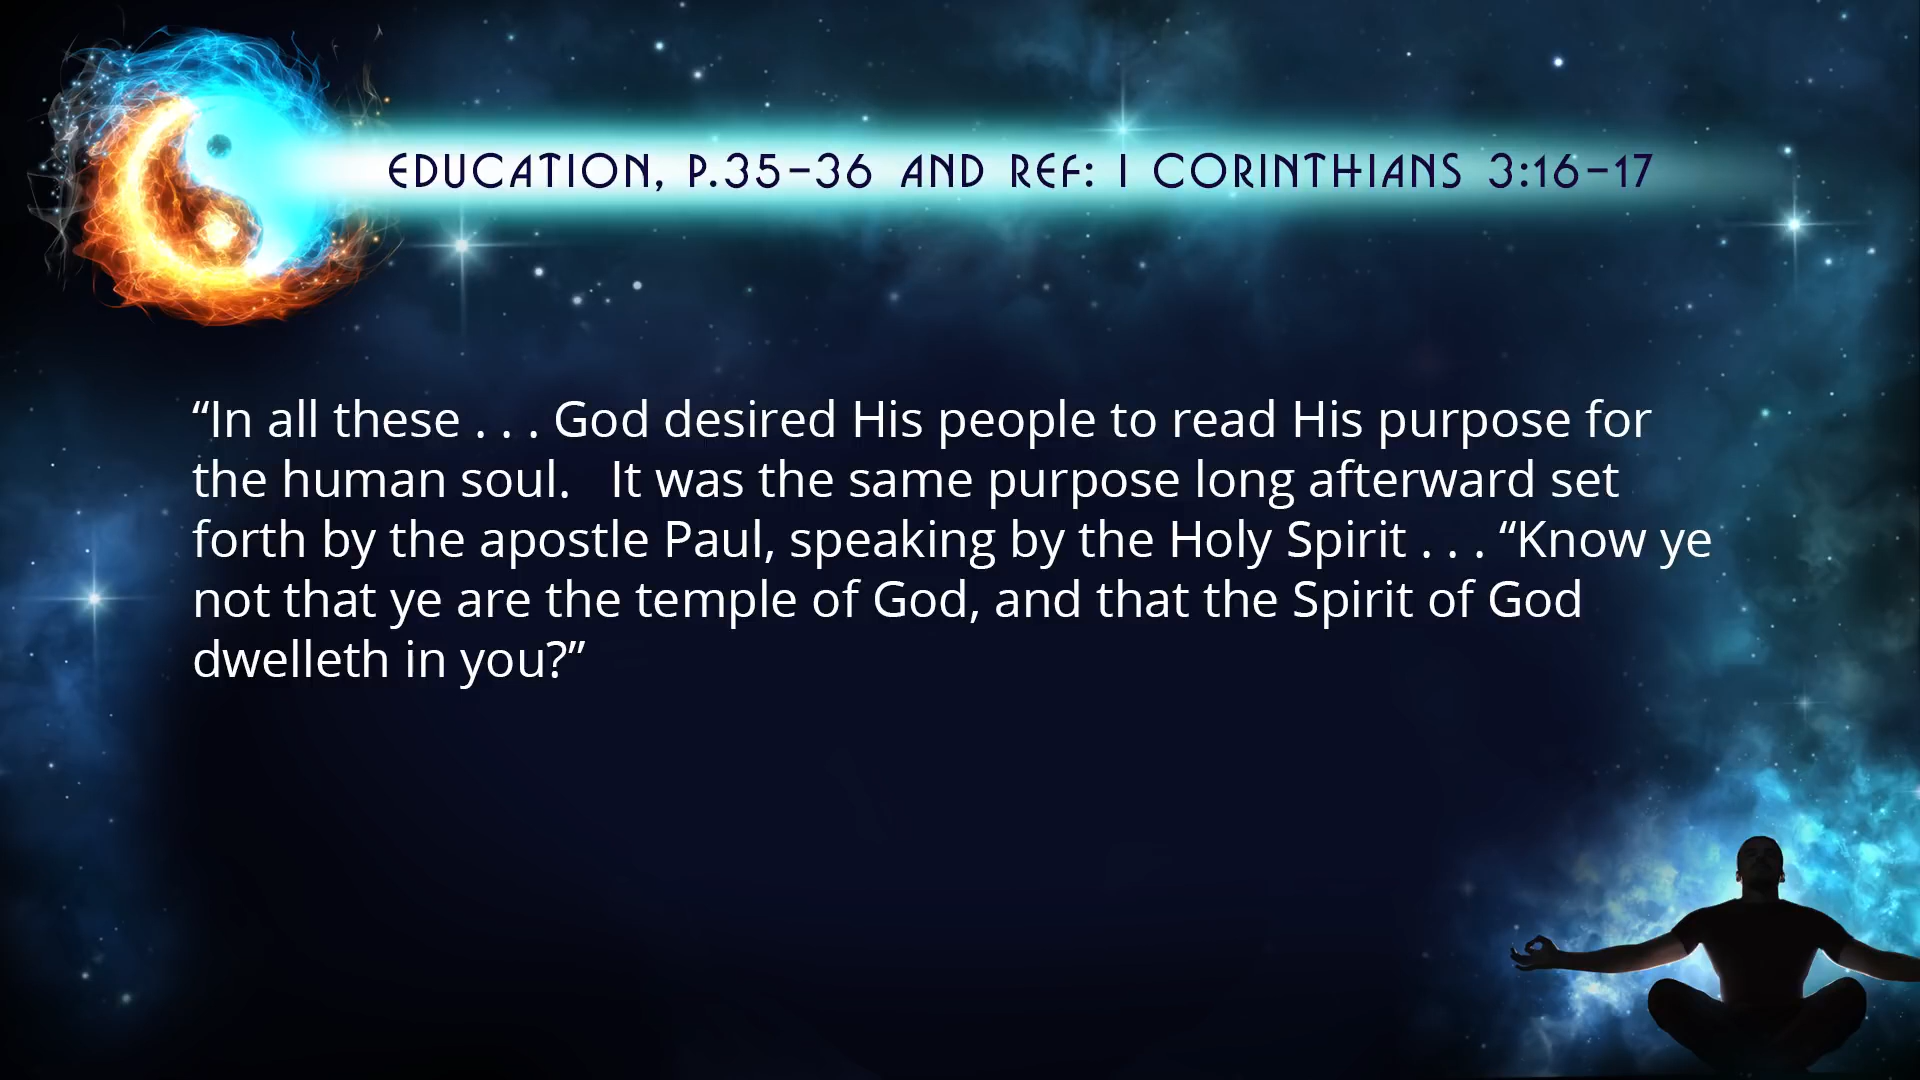 EDUCATION, P.35-36 AND REF: 1 CORINTHIANS 3:16-17
“In all these . . . God desired His people to read His purpose for
the human soul.   It was the same purpose long afterward set
forth by the apostle Paul, speaking by the Holy Spirit . . . “Know ye
not that ye are the temple of God, and that the Spirit of God
dwelleth in you?”